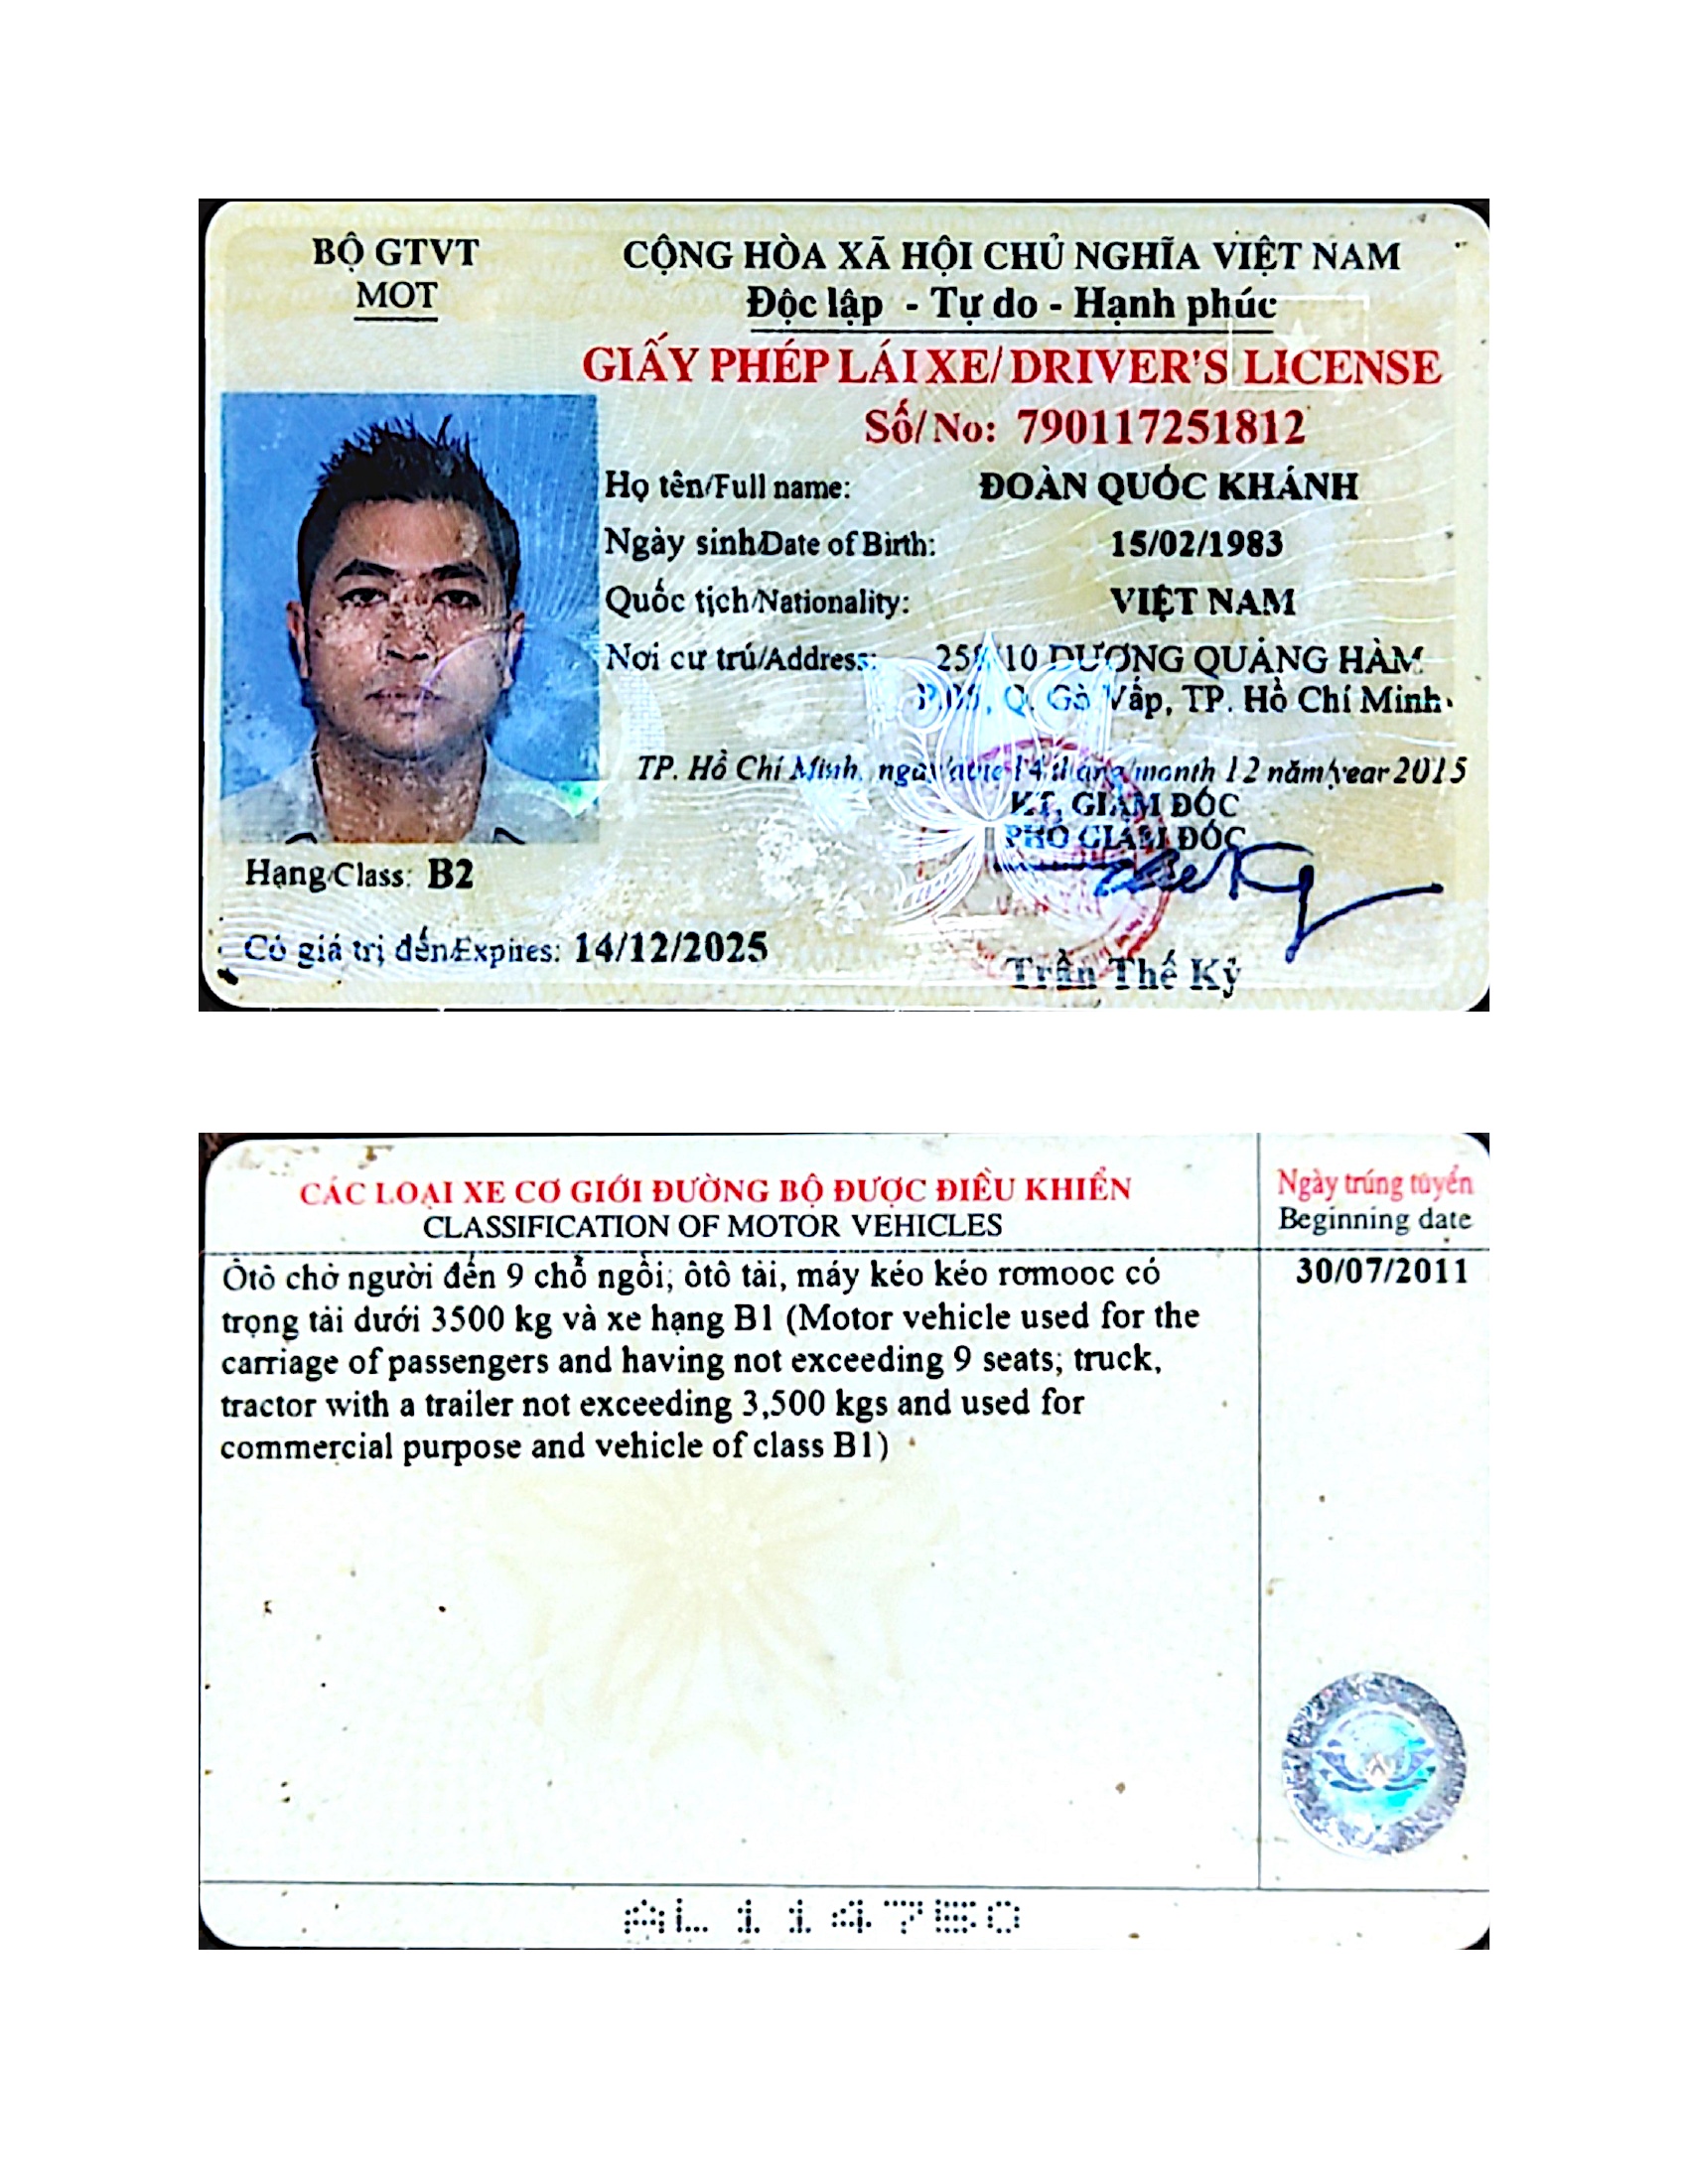 BỘ GTVT
MOT
CỘNG HÒA XÃ HỘI CHỦ NGHĨA VIỆT NAM
Độc lập - Tự do - Hạnh phúc
GIẤY PHÉP LÁI XE/ DRIVER'S LICENSE
Số/ No: 790117251812
Họ tên/Full name: ĐOÀN QUỐC KHÁNH
Ngày sinh/Date of Birth: 15/02/1983
Quốc tịch/Nationality: VIỆT NAM
Nơi cư trú/Address: DƯƠNG QUẢNG HÀM
Q. Gò Vấp, TP. Hồ Chí Minh
TP. Hồ Chí Minh, ngày/date 14 tháng/month 12 năm/year 2015
KT. GIÁM ĐỐC
PHÓ GIÁM ĐỐC
Trần Thế Kỷ
Hạng/Class: B2
Có giá trị đến/Expires: 14/12/2025
CÁC LOẠI XE CƠ GIỚI ĐƯỜNG BỘ ĐƯỢC ĐIỀU KHIỂN
CLASSIFICATION OF MOTOR VEHICLES
Ngày trúng tuyển
Beginning date
Ôtô chở người đến 9 chỗ ngồi; ôtô tải, máy kéo kéo rơmooc có
trọng tải dưới 3500 kg và xe hạng B1 (Motor vehicle used for the
carriage of passengers and having not exceeding 9 seats; truck,
tractor with a trailer not exceeding 3,500 kgs and used for
commercial purpose and vehicle of class B1)
30/07/2011
AL114750